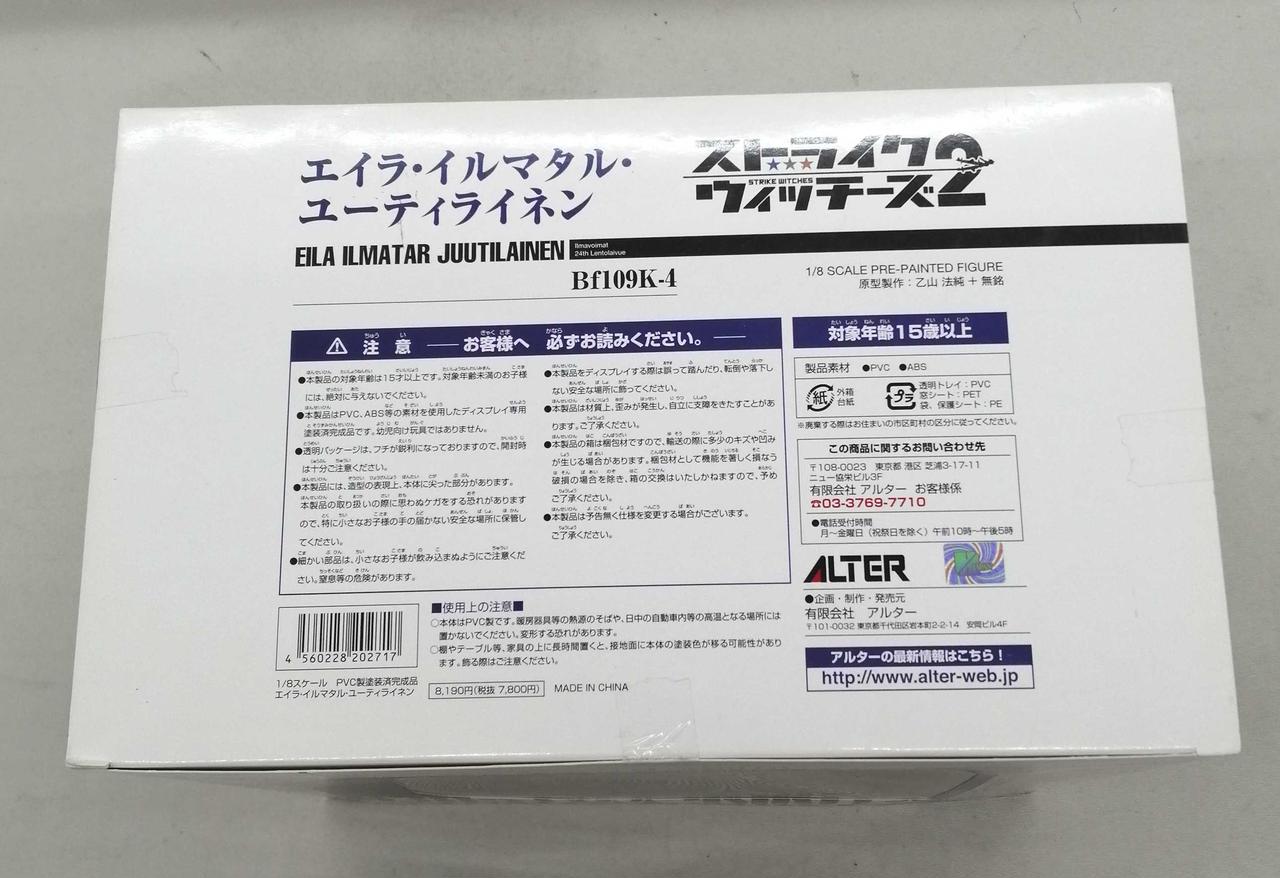 エイラ・イルマタル・
ユーティライネン
ストライク
STRIKE WITCHES
ウィッチーズ2
EILA ILMATAR JUUTILAINEN
Ilmavoimat
24th Lentolaivue
Bf109K-4
1/8 SCALE PRE-PAINTED FIGURE
原型製作：乙山 法純 + 無銘
注 意 ── お客様へ 必ずお読みください。──
●本製品の対象年齢は15才以上です。対象年齢未満のお子様
には、絶対に与えないでください。
●本製品はPVC、ABS等の素材を使用したディスプレイ専用
塗装済完成品です。幼児向け玩具ではありません。
●透明パッケージは、フチが鋭利になっておりますので、開封時
は十分ご注意ください。
●本製品には、造型の表現上、本体に尖った部分があります。
本製品の取り扱いの際に思わぬケガをする恐れがあります
ので、特に小さなお子様の手の届かない安全な場所に保管し
てください。
●細かい部品は、小さなお子様が飲み込まぬようにご注意くだ
さい。窒息等の危険があります。
●本製品をディスプレイする際は誤って踏んだり、転倒や落下し
ない安全な場所に飾ってください。
●本製品は材質上、歪みが発生し、自立に支障をきたすことがあ
ります。ご了承ください。
●本製品の箱は梱包材ですので、輸送の際に多少のキズや凹み
が生じる場合があります。梱包材として機能を著しく損なう
破損の場合を除き、箱の交換はいたしかねますので、予め
ご了承ください。
●本製品は予告無く仕様を変更する場合がございます。
ご了承ください。
対象年齢15歳以上
製品素材 ●PVC ●ABS
紙 外箱
台紙
プラ 透明トレイ：PVC
窓シート：PET
袋、保護シート：PE
※廃棄する際はお住まいの市区町村の区分に従ってください。
この商品に関するお問い合わせ先
〒108-0023 東京都 港区 芝浦3-17-11
ニュー協栄ビル3F
有限会社 アルター お客様係
☎03-3769-7710
●電話受付時間
月～金曜日（祝祭日を除く）午前10時～午後5時
ALTER
●企画・制作・発売元
有限会社 アルター
〒101-0032 東京都千代田区岩本町2-2-14 安岡ビル4F
アルターの最新情報はこちら！
http://www.alter-web.jp
4 560228 202717
1/8スケール PVC製塗装済完成品
エイラ・イルマタル・ユーティライネン
■使用上の注意■
○本体はPVC製です。暖房器具等の熱源のそばや、日中の自動車内等の高温となる場所には
置かないでください。変形する恐れがあります。
○棚やテーブル等、家具の上に長時間置くと、接地面に本体の塗装色が移る可能性があり
ます。飾る際はご注意ください。
8,190円(税抜 7,800円)
MADE IN CHINA